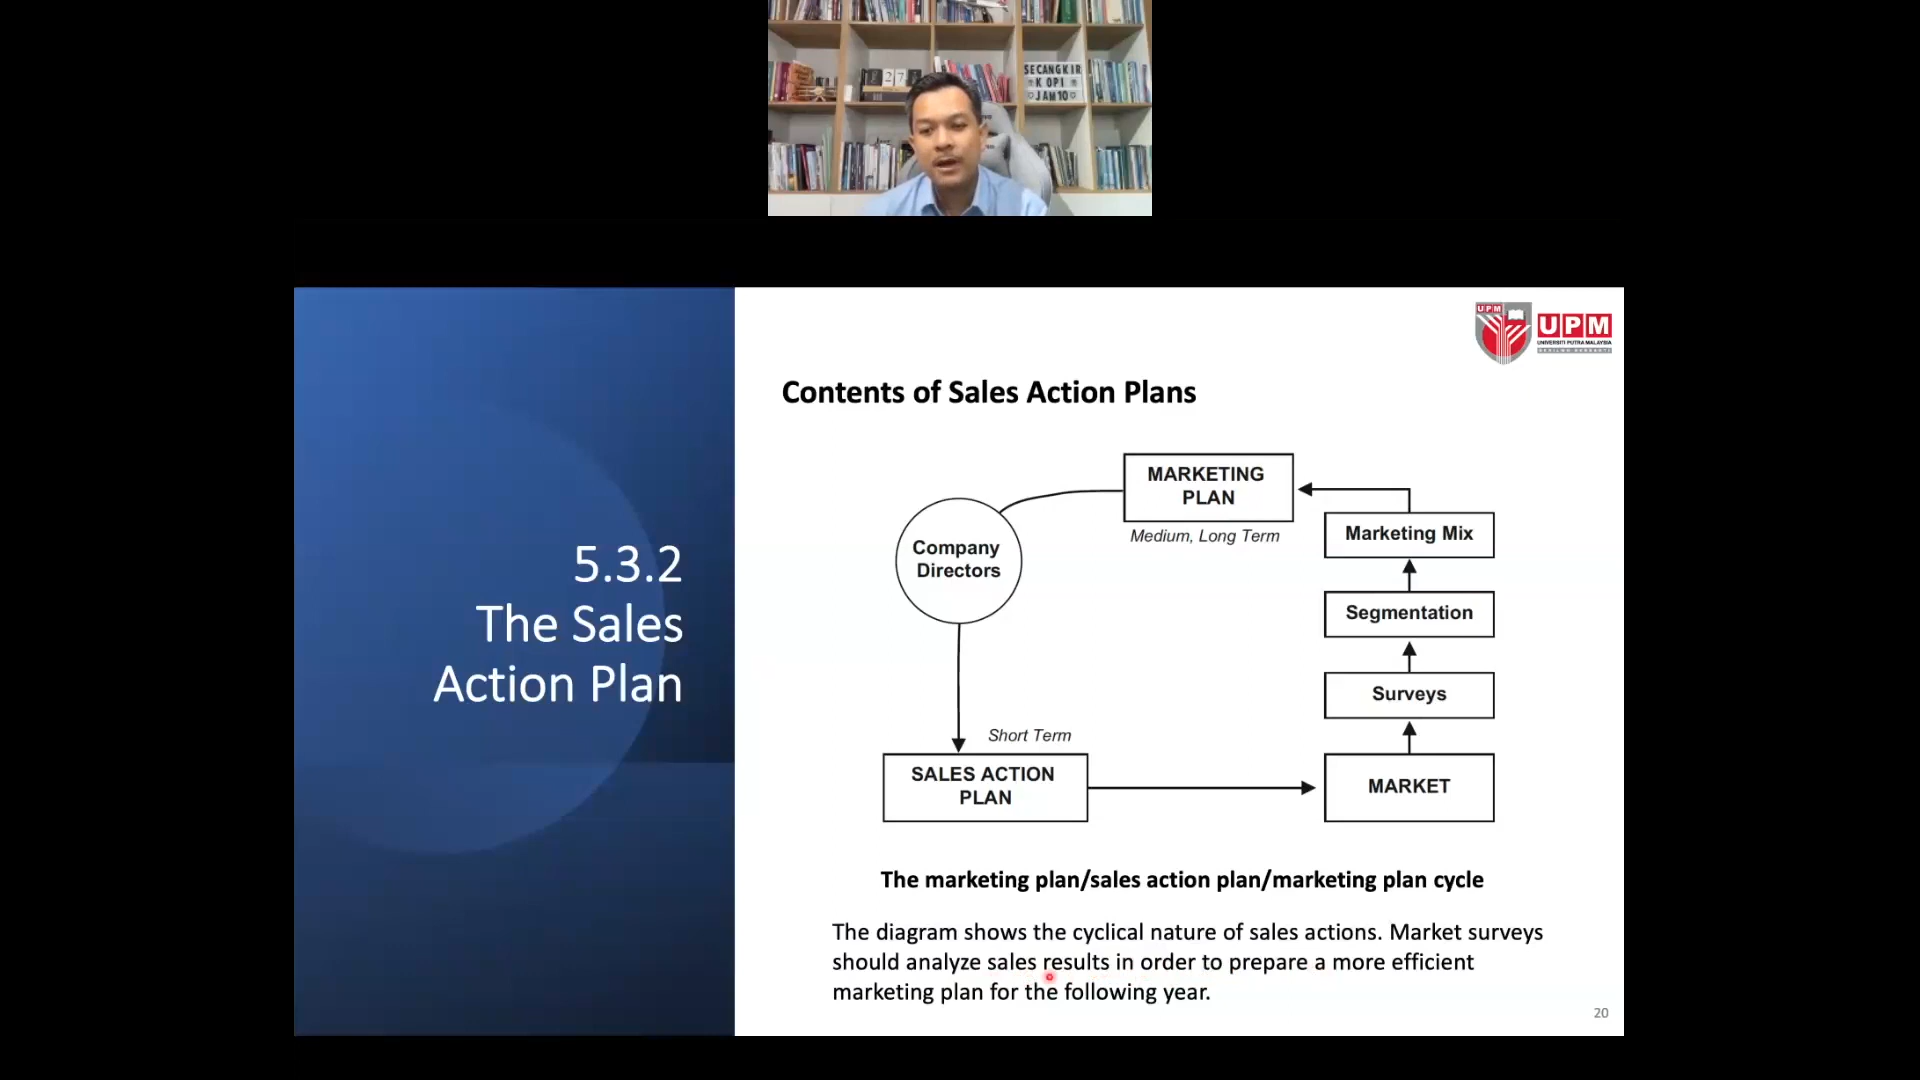 27
SECANGKIR
KOPI
JAM10
UPM
UPM
UNIVERSITI PUTRA MALAYSIA
5.3.2
The Sales
Action Plan
Contents of Sales Action Plans
MARKETING
PLAN
Medium, Long Term
Company
Directors
Marketing Mix
Segmentation
Surveys
Short Term
SALES ACTION
PLAN
MARKET
The marketing plan/sales action plan/marketing plan cycle
The diagram shows the cyclical nature of sales actions. Market surveys
should analyze sales results in order to prepare a more efficient
marketing plan for the following year.
20